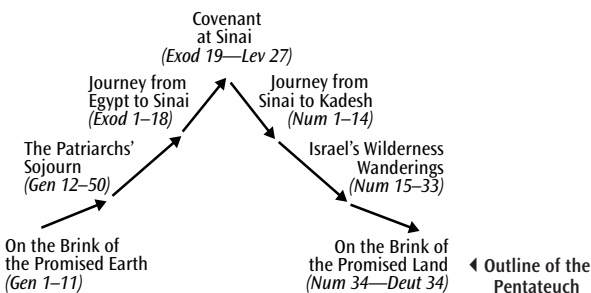 Covenant
at Sinai
(Exod 19—Lev 27)
Journey from
Egypt to Sinai
(Exod 1–18)
Journey from
Sinai to Kadesh
(Num 1–14)
The Patriarchs’
Sojourn
(Gen 12–50)
Israel’s Wilderness
Wanderings
(Num 15–33)
On the Brink of
the Promised Earth
(Gen 1–11)
On the Brink of
the Promised Land
(Num 34—Deut 34)
Outline of the
Pentateuch